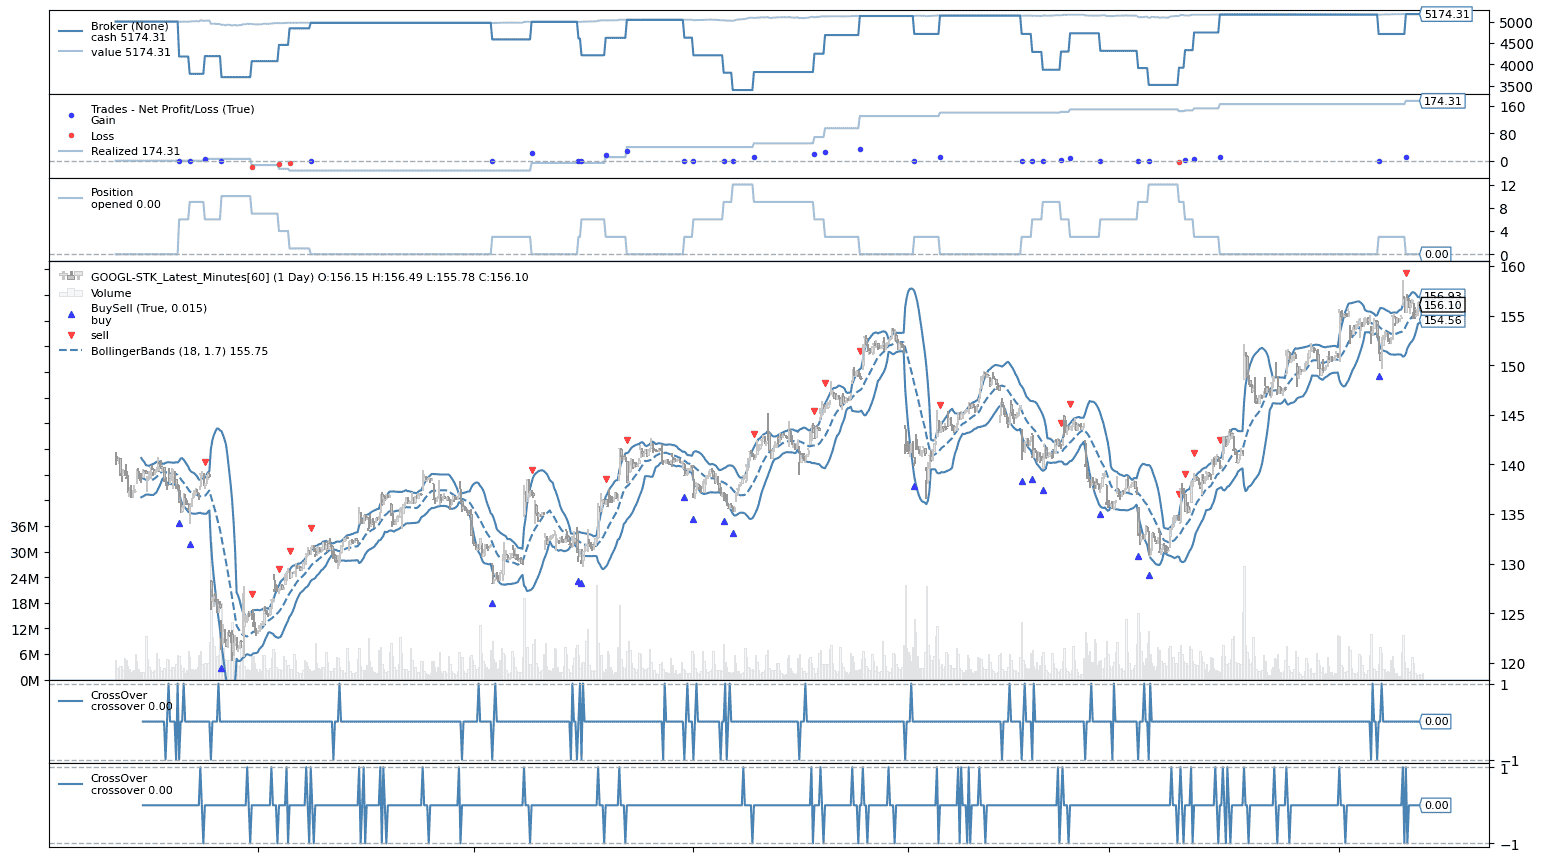 Broker (None)
cash 5174.31
value 5174.31
5174.31
5000
4500
4000
3500
Trades - Net Profit/Loss (True)
Gain
Loss
Realized 174.31
174.31
160
80
0
Position
opened 0.00
12
8
4
0
0.00
GOOGL-STK_Latest_Minutes[60] (1 Day) O:156.15 H:156.49 L:155.78 C:156.10
Volume
BuySell (True, 0.015)
buy
sell
BollingerBands (18, 1.7) 155.75
160
156.93
156.10
155
154.56
150
145
140
135
130
125
120
36M
30M
24M
18M
12M
6M
0M
CrossOver
crossover 0.00
1
0.00
−1
CrossOver
crossover 0.00
1
0.00
−1